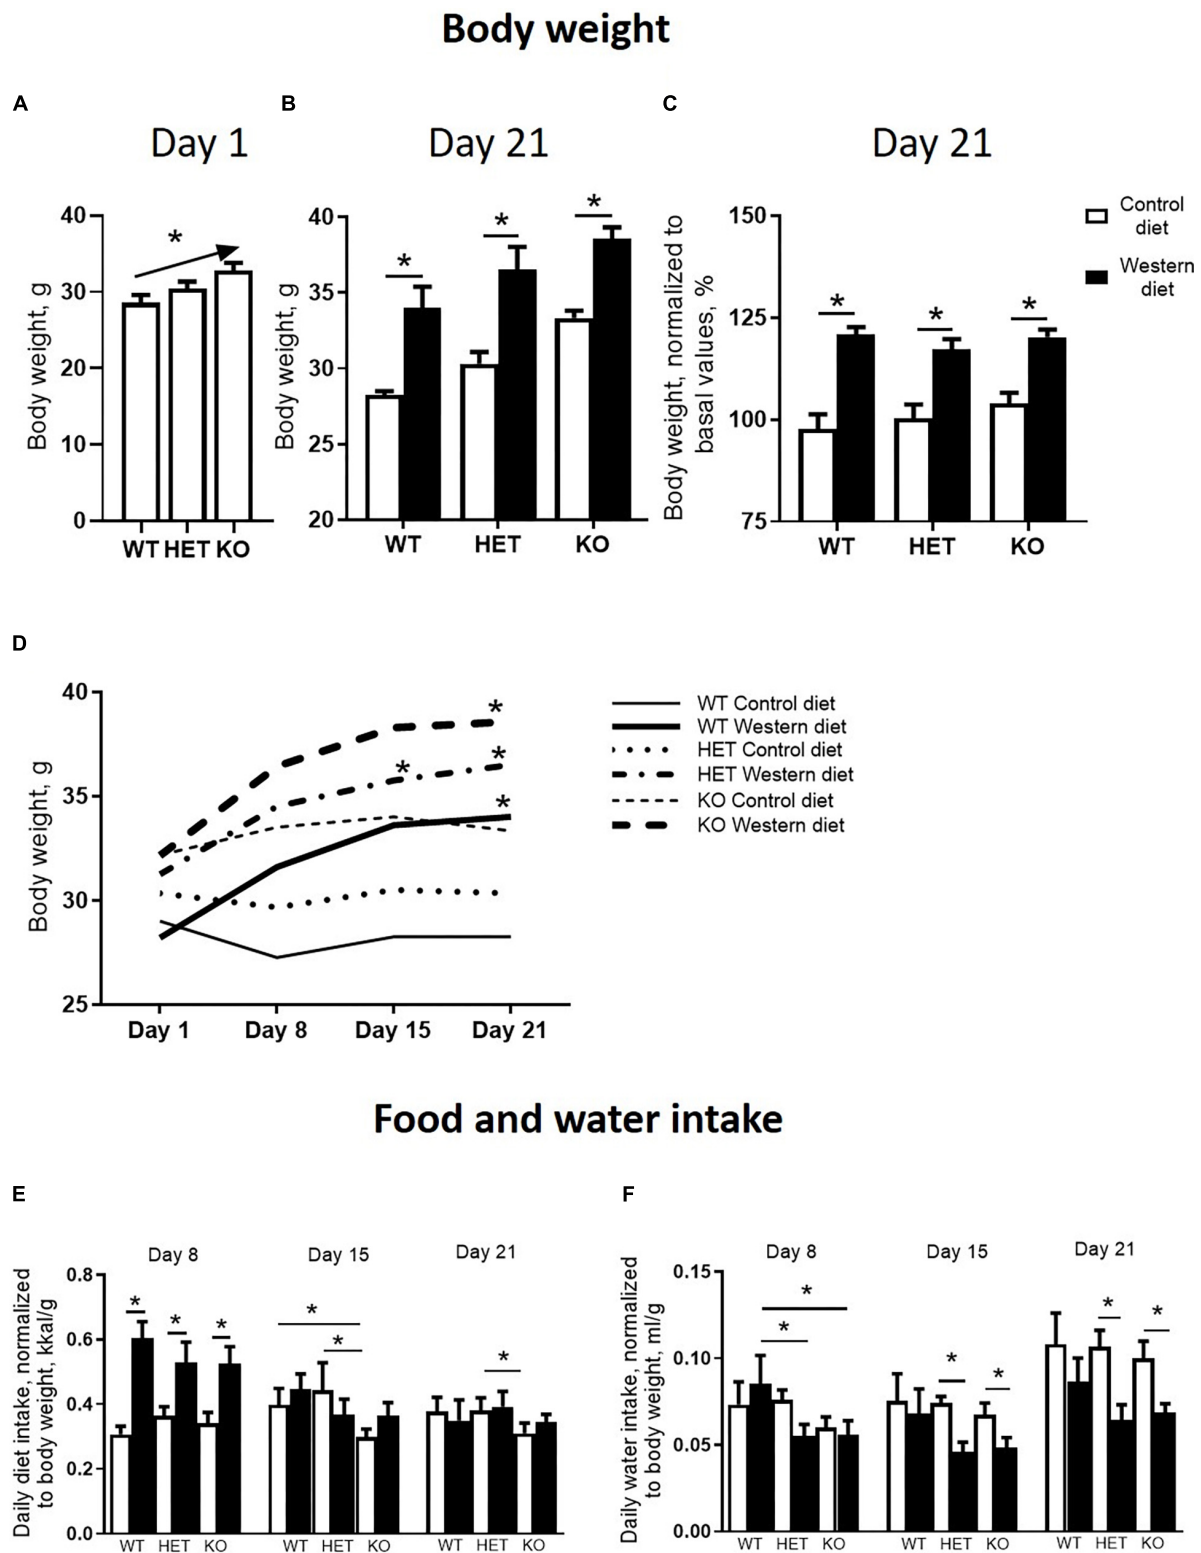 Body weight
A
B
C
Day 1
Day 21
Day 21
Body weight, g
40
30
20
10
0
*
WT HET KO
Body weight, g
40
35
30
25
20
* * *
WT HET KO
Body weight, normalized to
basal values, %
150
125
100
75
* * *
WT HET KO
Control
diet
Western
diet
D
Body weight, g
40
35
30
25
*
*
*
*
Day 1 Day 8 Day 15 Day 21
WT Control diet
WT Western diet
HET Control diet
HET Western diet
KO Control diet
KO Western diet
Food and water intake
E
F
Daily diet intake, normalized
to body weight, kkal/g
Day 8 Day 15 Day 21
0.8
0.6
0.4
0.2
0.0
* * * * * *
WT HET KO WT HET KO WT HET KO
Daily water intake, normalized
to body weight, ml/g
Day 8 Day 15 Day 21
0.15
0.10
0.05
0.00
* * * * * *
WT HET KO WT HET KO WT HET KO